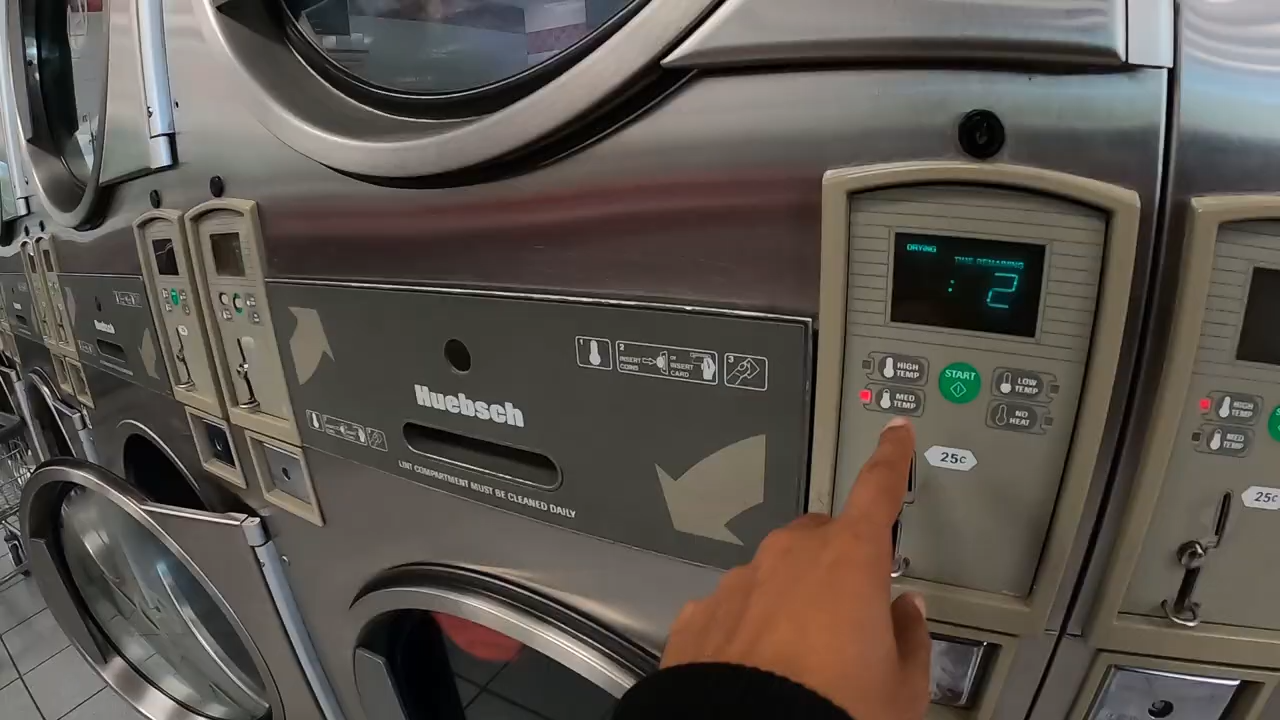 DRYING
TIME REMAINING
: 2
HIGH
TEMP
START
LOW
TEMP
MED
TEMP
NO
HEAT
25¢
1
2
INSERT
COINS
OR
INSERT
CARD
3
Huebsch
LINT COMPARTMENT MUST BE CLEANED DAILY
HIGH
TEMP
MED
TEMP
25¢
Huebsch